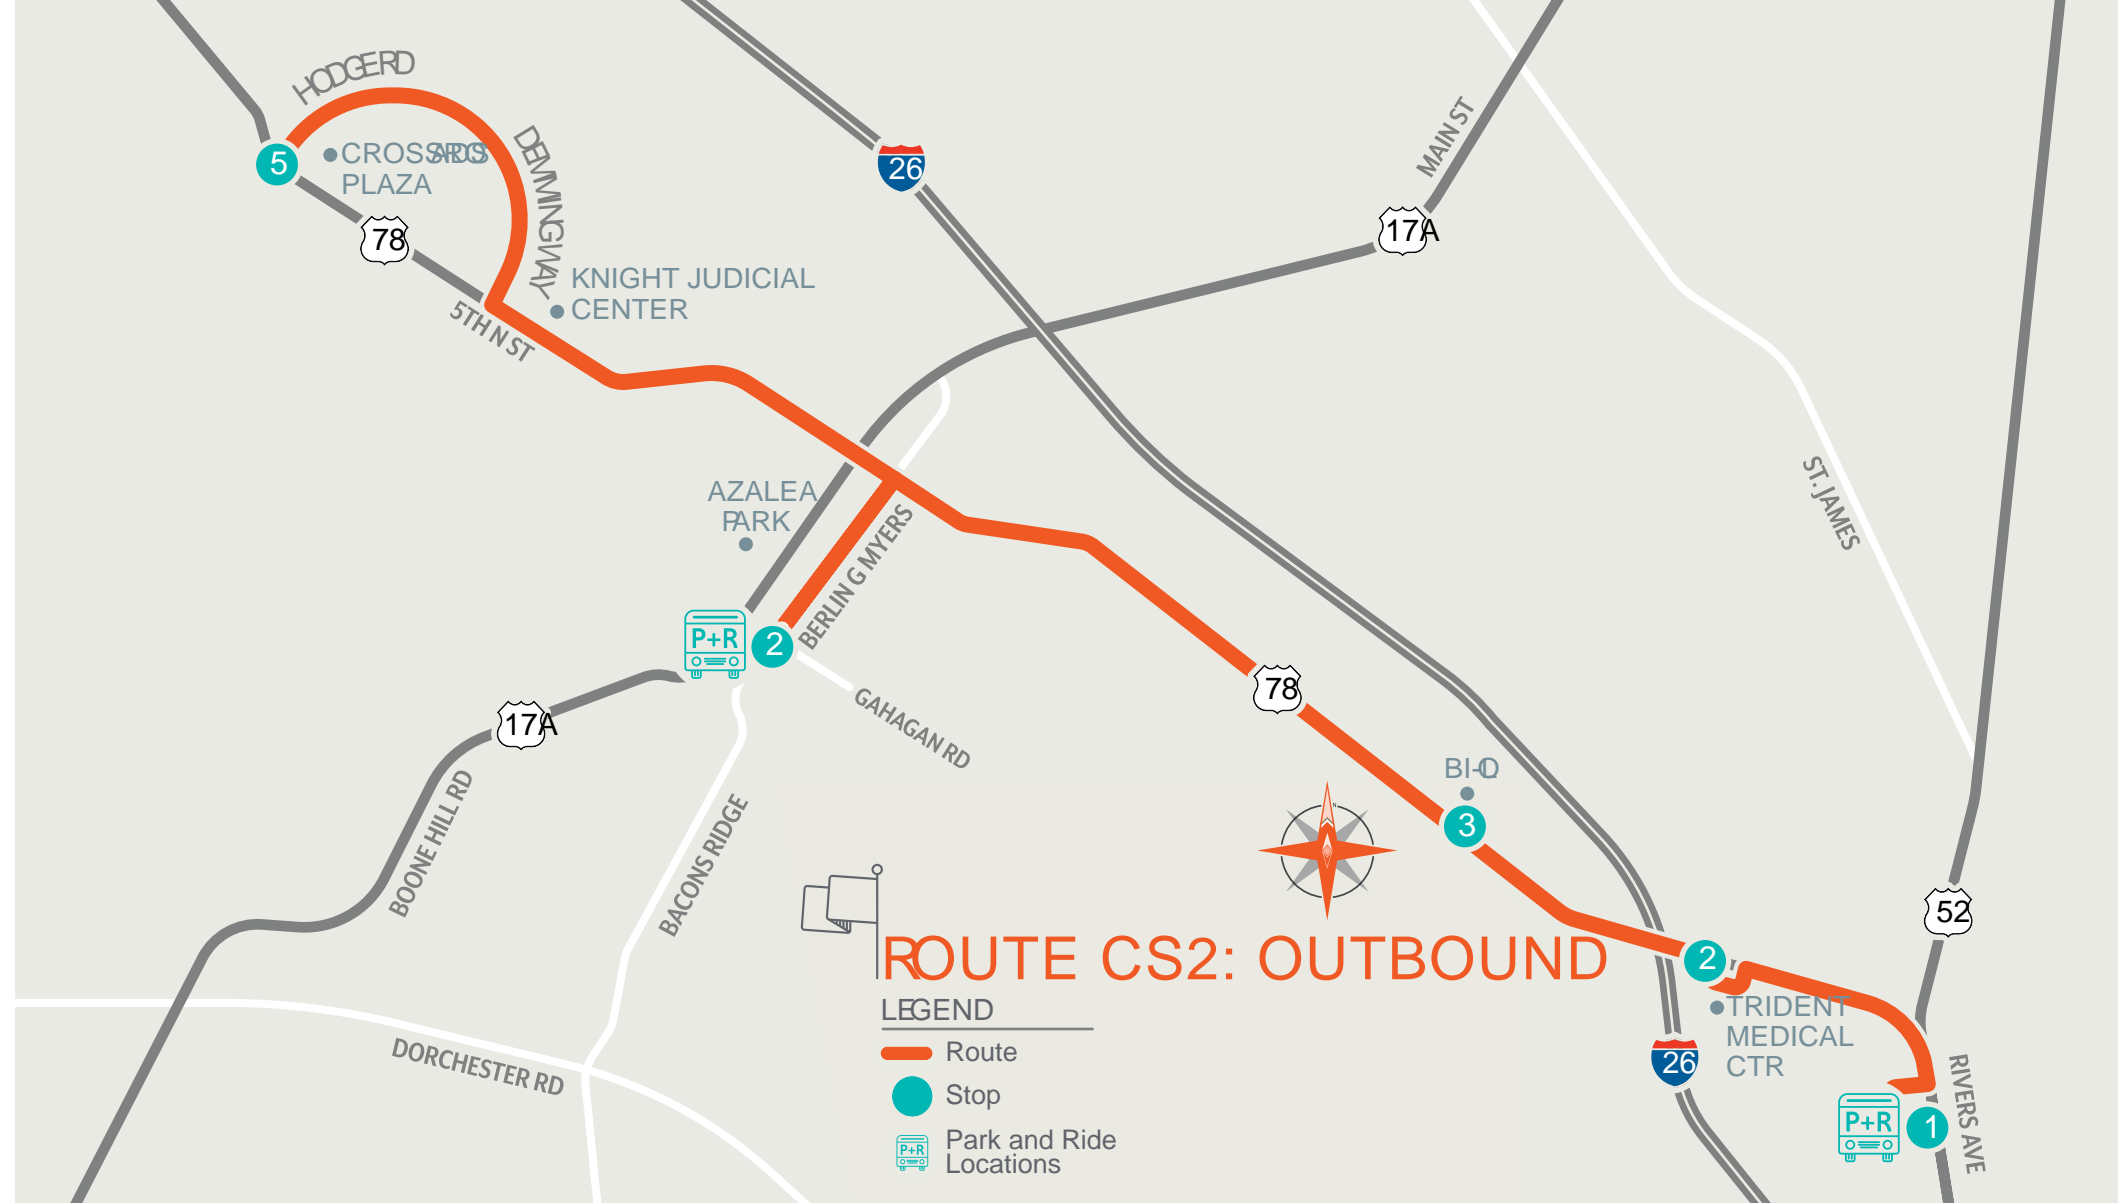 HODGE RD
5
CROSSROADS
PLAZA
DEMMING WAY
78
KNIGHT JUDICIAL
CENTER
5TH N ST
26
MAIN ST
17A
ST. JAMES
AZALEA
PARK
BERLIN G MYERS
P+R
2
GAHAGAN RD
17A
BOONE HILL RD
BACONS RIDGE
78
BI-LO
3
N
52
2
TRIDENT
MEDICAL
CTR
26
RIVERS AVE
P+R
1
DORCHESTER RD
ROUTE CS2: OUTBOUND
LEGEND
Route
Stop
P+R
Park and Ride
Locations